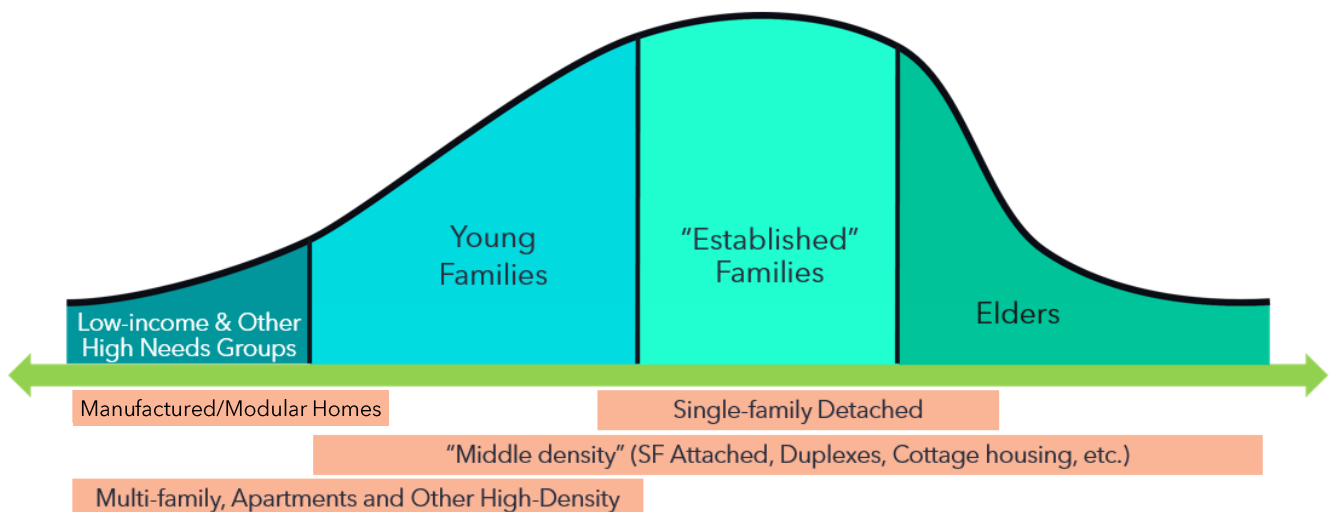 Young
Families
“Established”
Families
Elders
Low-income & Other
High Needs Groups
Manufactured/Modular Homes
Single-family Detached
“Middle density” (SF Attached, Duplexes, Cottage housing, etc.)
Multi-family, Apartments and Other High-Density